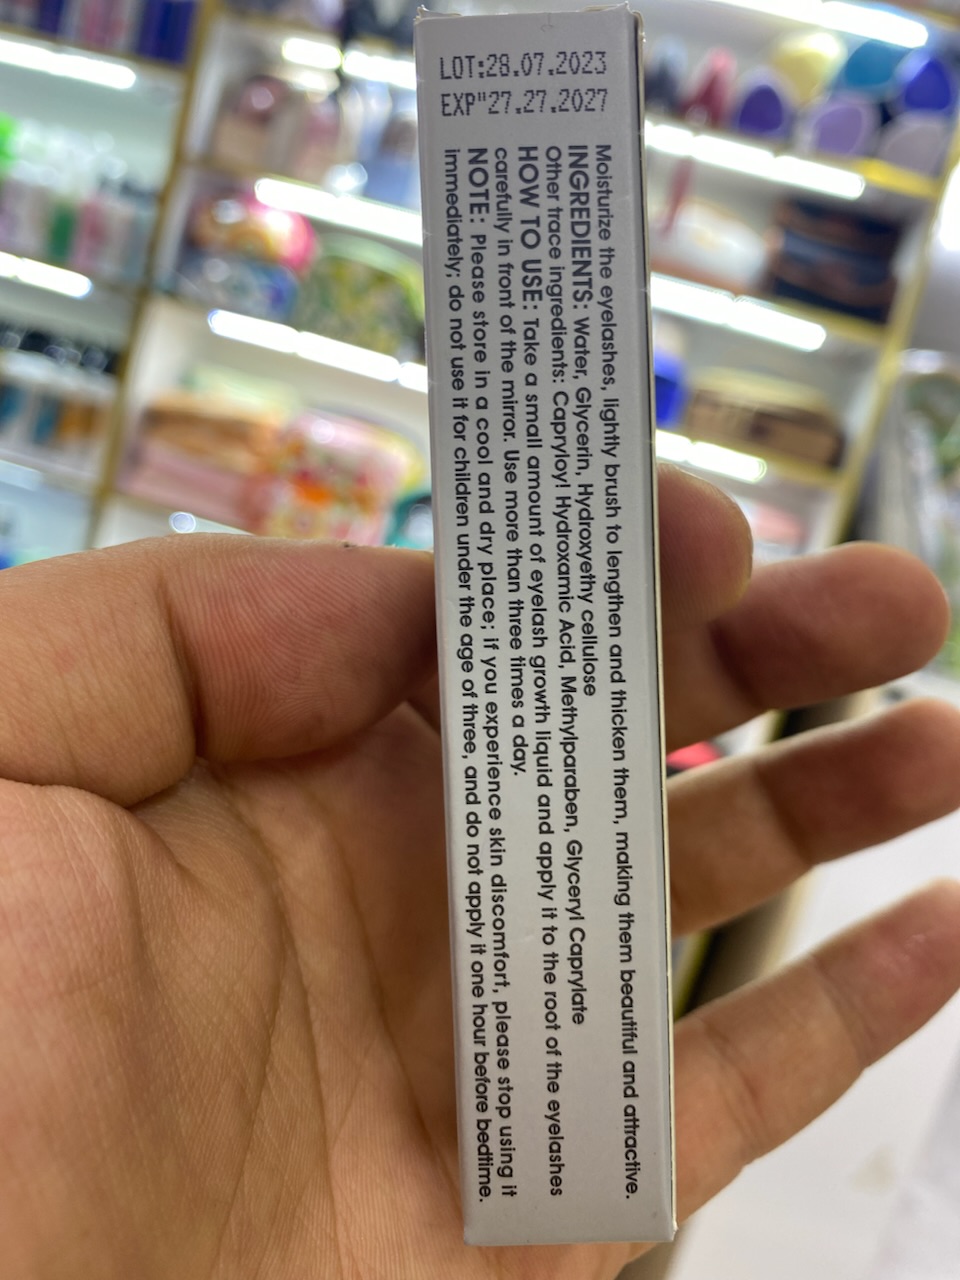 LOT:28.07.2023
EXP"27.27.2027
Moisturize the eyelashes, lightly brush to lengthen and thicken them, making them beautiful and attractive.
INGREDIENTS: Water, Glycerin, Hydroxyethy cellulose
Other trace ingredients: Capryloyl Hydroxamic Acid, Methylparaben, Glyceryl Caprylate
HOW TO USE: Take a small amount of eyelash growth liquid and apply it to the root of the eyelashes
carefully in front of the mirror. Use more than three times a day.
NOTE: Please store in a cool and dry place; if you experience skin discomfort, please stop using it
immediately; do not use it for children under the age of three, and do not apply it one hour before bedtime.